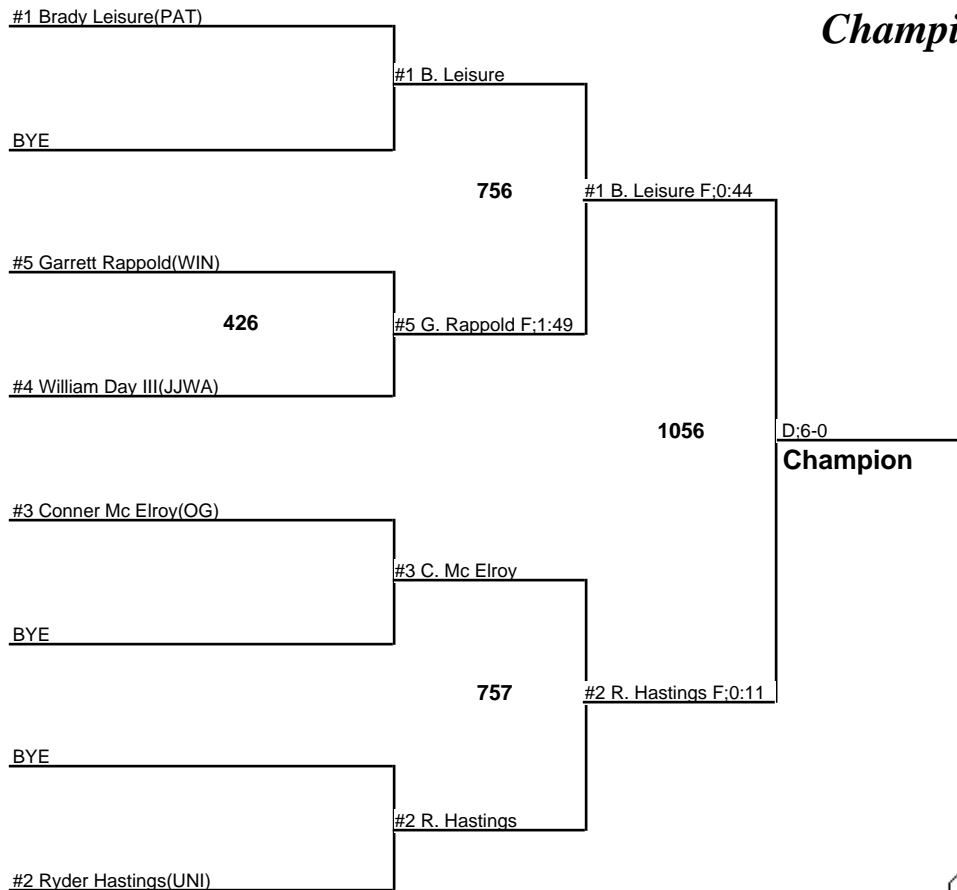 #1 Brady Leisure(PAT)
Champi
#1 B. Leisure
BYE
756
#1 B. Leisure F;0:44
#5 Garrett Rappold(WIN)
426
#5 G. Rappold F;1:49
#4 William Day III(JJWA)
1056
D;6-0
Champion
#3 Conner Mc Elroy(OG)
#3 C. Mc Elroy
BYE
757
#2 R. Hastings F;0:11
BYE
#2 R. Hastings
#2 Ryder Hastings(UNI)